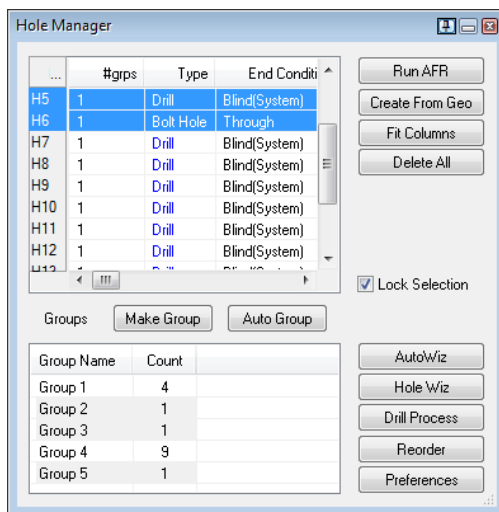 Hole Manager
... #grps Type End Conditi
H5 1 Drill Blind(System)
H6 1 Bolt Hole Through
H7 1 Drill Blind(System)
H8 1 Drill Blind(System)
H9 1 Drill Blind(System)
H10 1 Drill Blind(System)
H11 1 Drill Blind(System)
H12 1 Drill Blind(System)
Run AFR
Create From Geo
Fit Columns
Delete All
Lock Selection
Groups Make Group Auto Group
Group Name Count
Group 1 4
Group 2 1
Group 3 1
Group 4 9
Group 5 1
AutoWiz
Hole Wiz
Drill Process
Reorder
Preferences